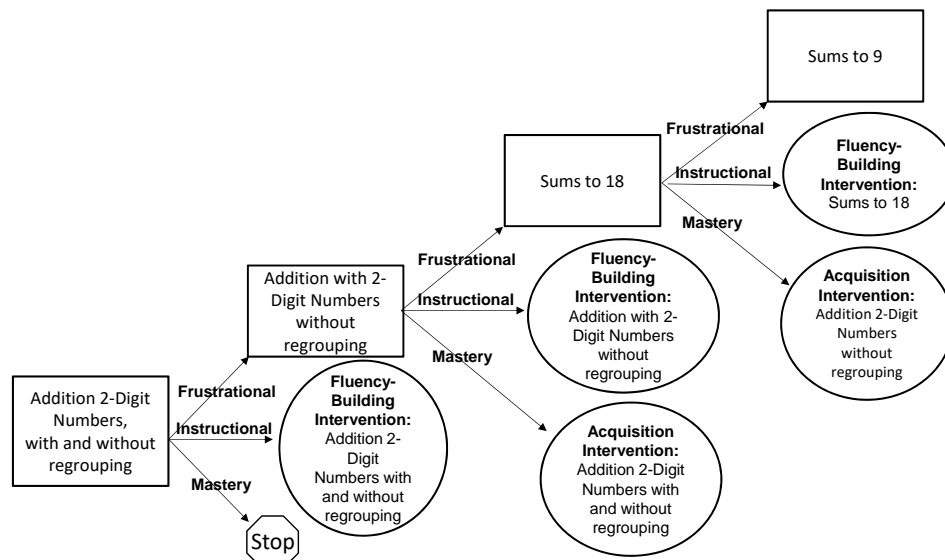 Sums to 9
Frustrational
Fluency-
Building
Intervention:
Sums to 18
Instructional
Sums to 18
Mastery
Frustrational
Fluency-
Building
Intervention:
Addition with 2-
Digit Numbers
without
regrouping
Acquisition
Intervention:
Addition 2-Digit
Numbers
without
regrouping
Addition with 2-
Digit Numbers
without
regrouping
Instructional
Mastery
Frustrational
Fluency-
Building
Intervention:
Addition 2-
Digit
Numbers with
and without
regrouping
Addition 2-Digit
Numbers,
with and without
regrouping
Instructional
Acquisition
Intervention:
Addition 2-Digit
Numbers with
and without
regrouping
Mastery
Stop